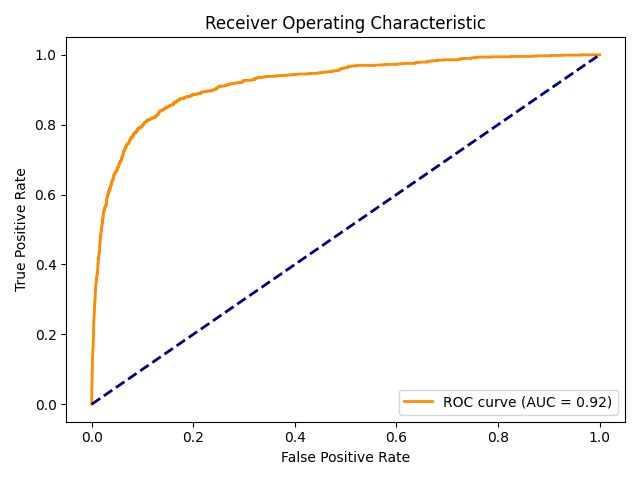 Receiver Operating Characteristic
1.0
0.8
0.6
0.4
0.2
0.0
True Positive Rate
ROC curve (AUC = 0.92)
0.0 0.2 0.4 0.6 0.8 1.0
False Positive Rate